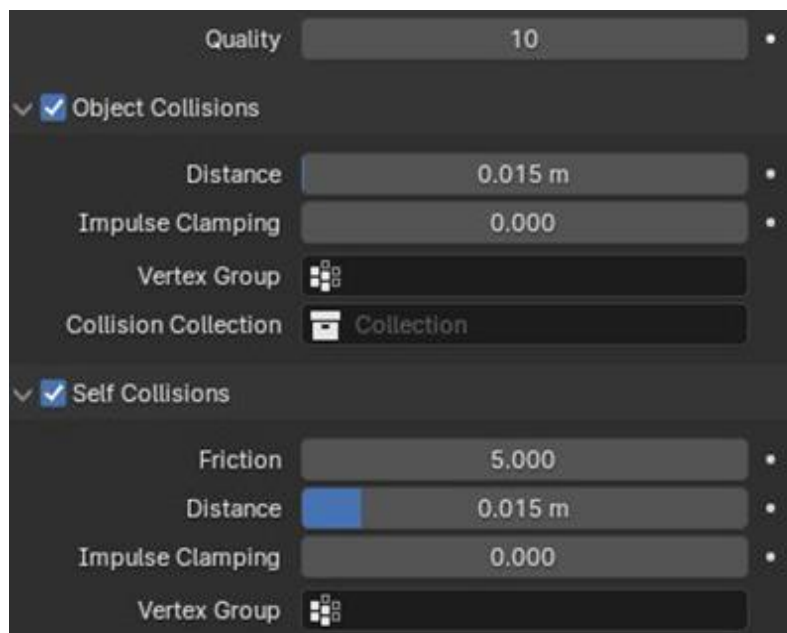 Quality 10
Object Collisions
Distance 0.015 m
Impulse Clamping 0.000
Vertex Group
Collision Collection Collection
Self Collisions
Friction 5.000
Distance 0.015 m
Impulse Clamping 0.000
Vertex Group